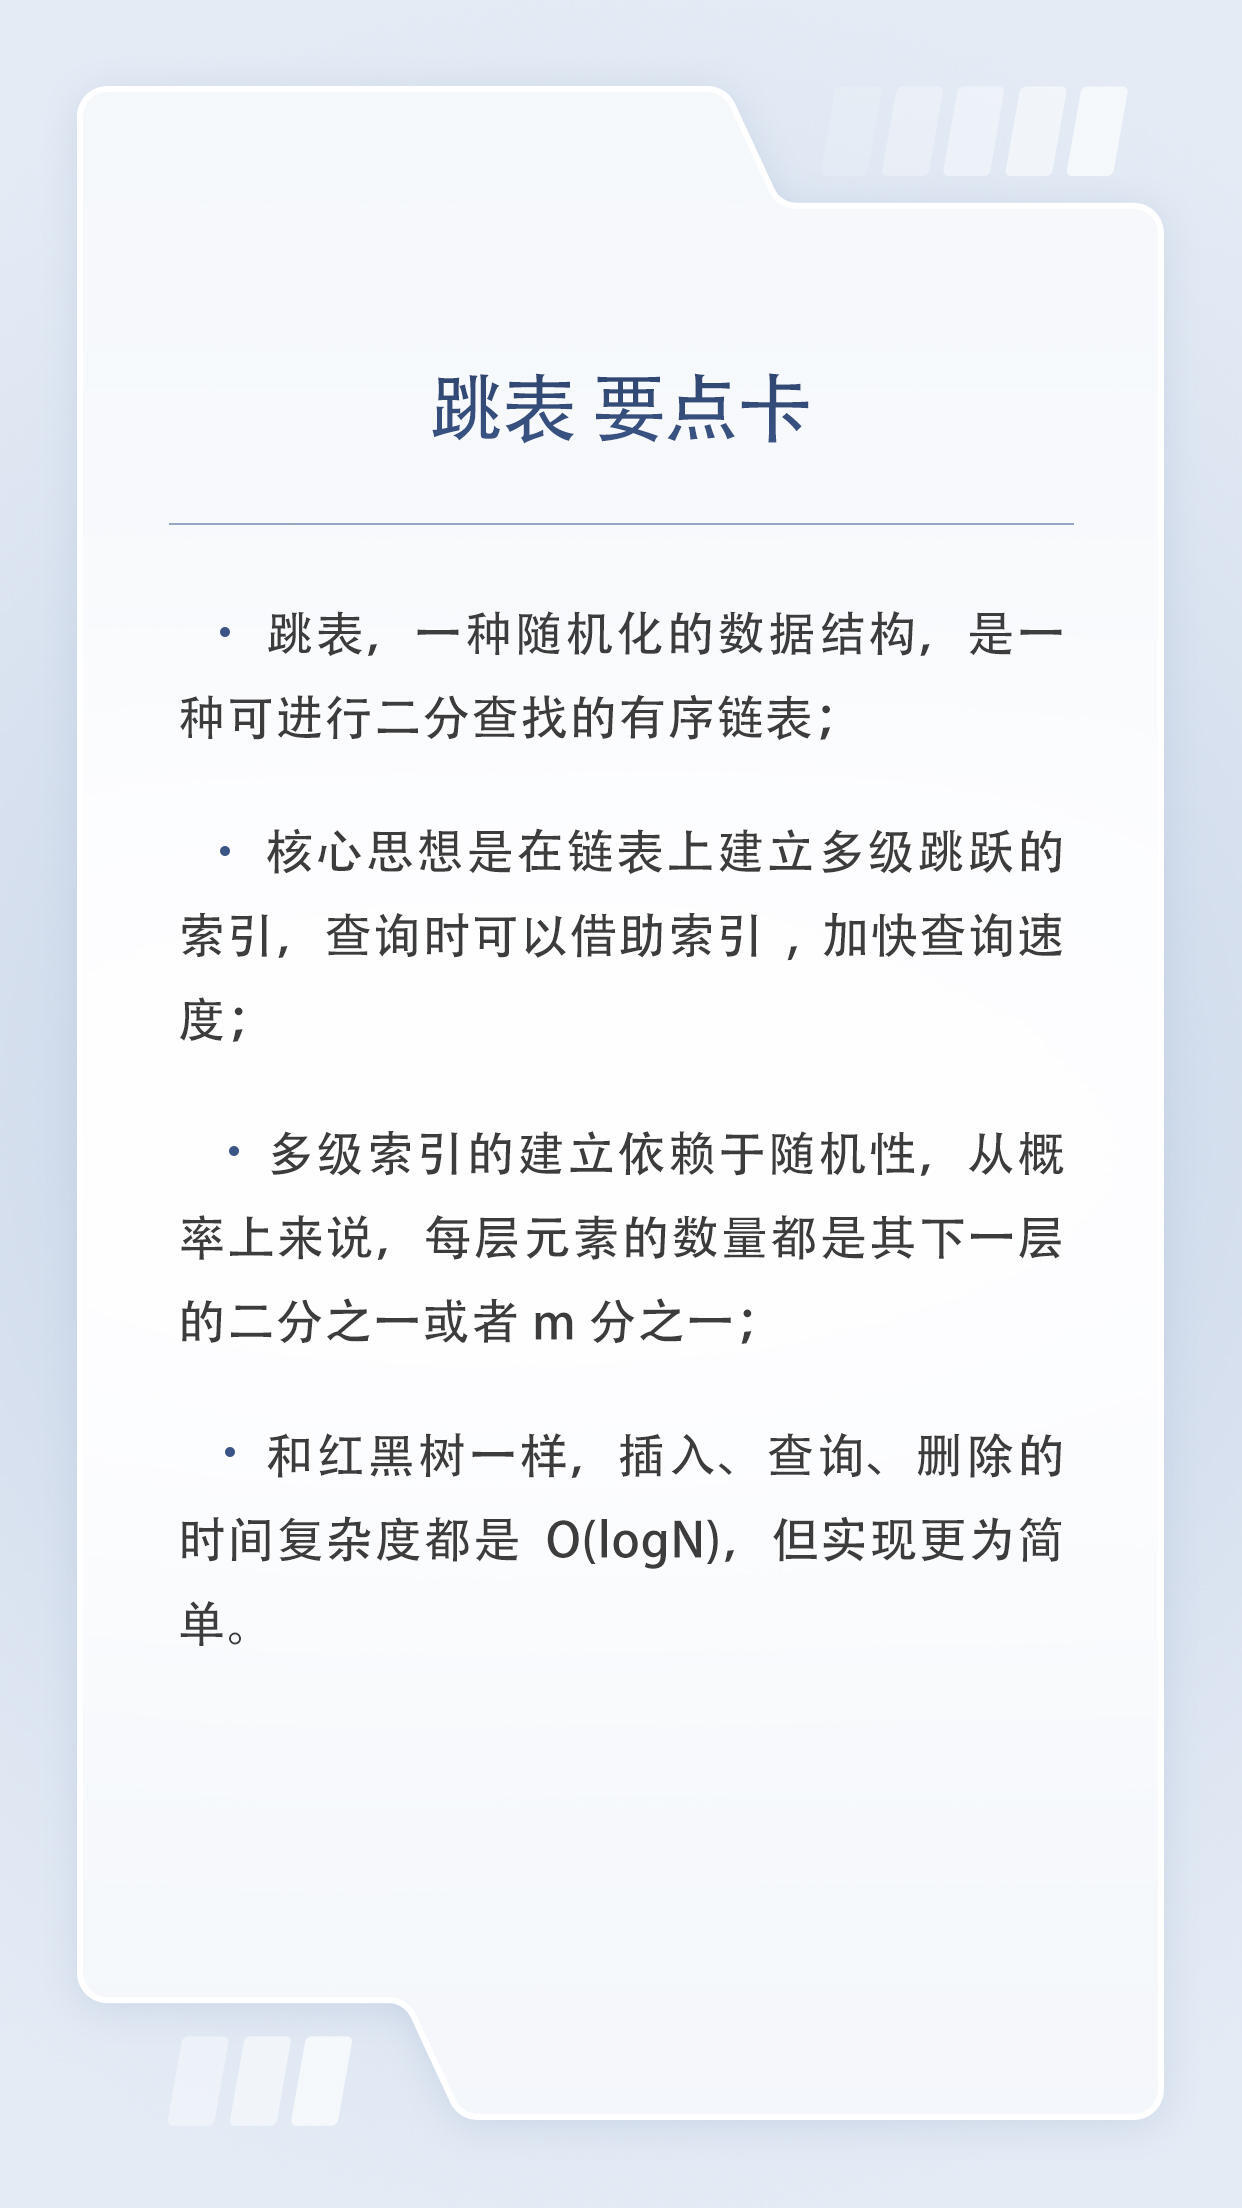 跳表 要点卡
• 跳表，一种随机化的数据结构，是一
种可进行二分查找的有序链表；
• 核心思想是在链表上建立多级跳跃的
索引，查询时可以借助索引 ，加快查询速
度；
• 多级索引的建立依赖于随机性，从概
率上来说，每层元素的数量都是其下一层
的二分之一或者 m 分之一；
• 和红黑树一样，插入、查询、删除的
时间复杂度都是 O(logN)，但实现更为简
单。